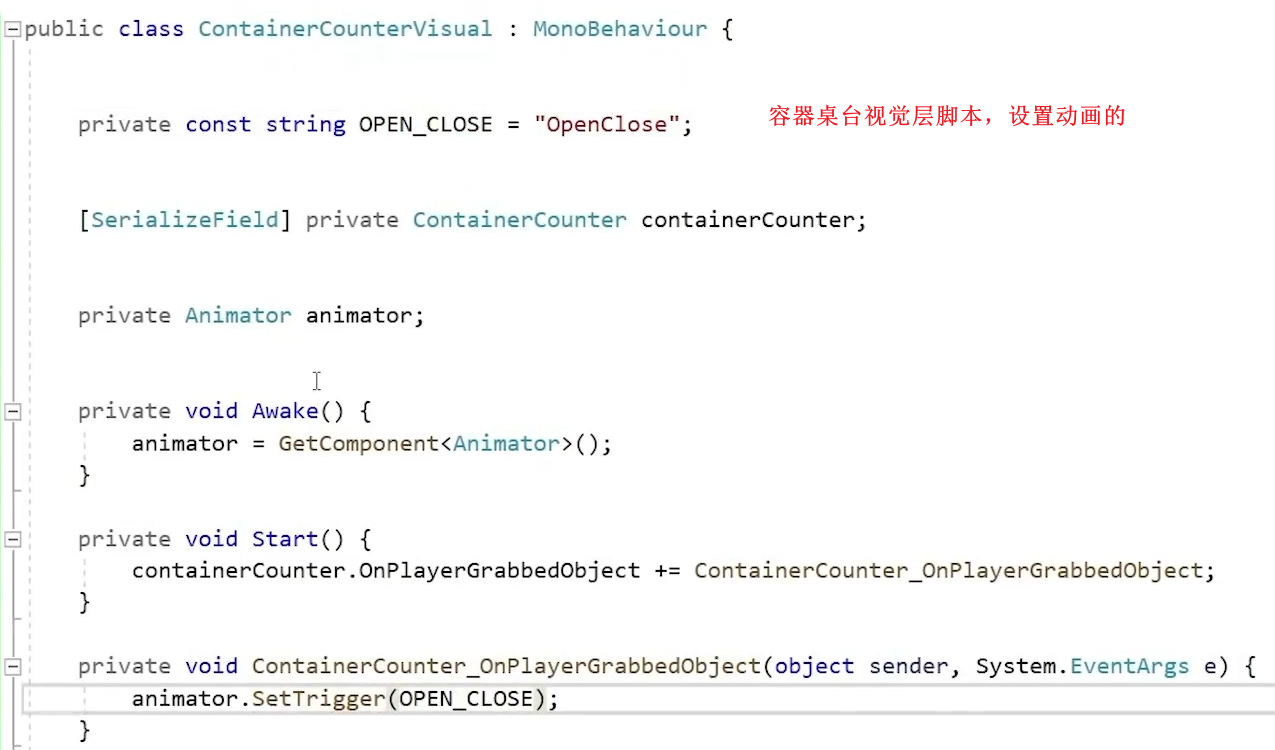 public class ContainerCounterVisual : MonoBehaviour {
private const string OPEN_CLOSE = "OpenClose";
容器桌台视觉层脚本，设置动画的
[SerializeField] private ContainerCounter containerCounter;
private Animator animator;
private void Awake() {
animator = GetComponent<Animator>();
}
private void Start() {
containerCounter.OnPlayerGrabbedObject += ContainerCounter_OnPlayerGrabbedObject;
}
private void ContainerCounter_OnPlayerGrabbedObject(object sender, System.EventArgs e) {
animator.SetTrigger(OPEN_CLOSE);
}